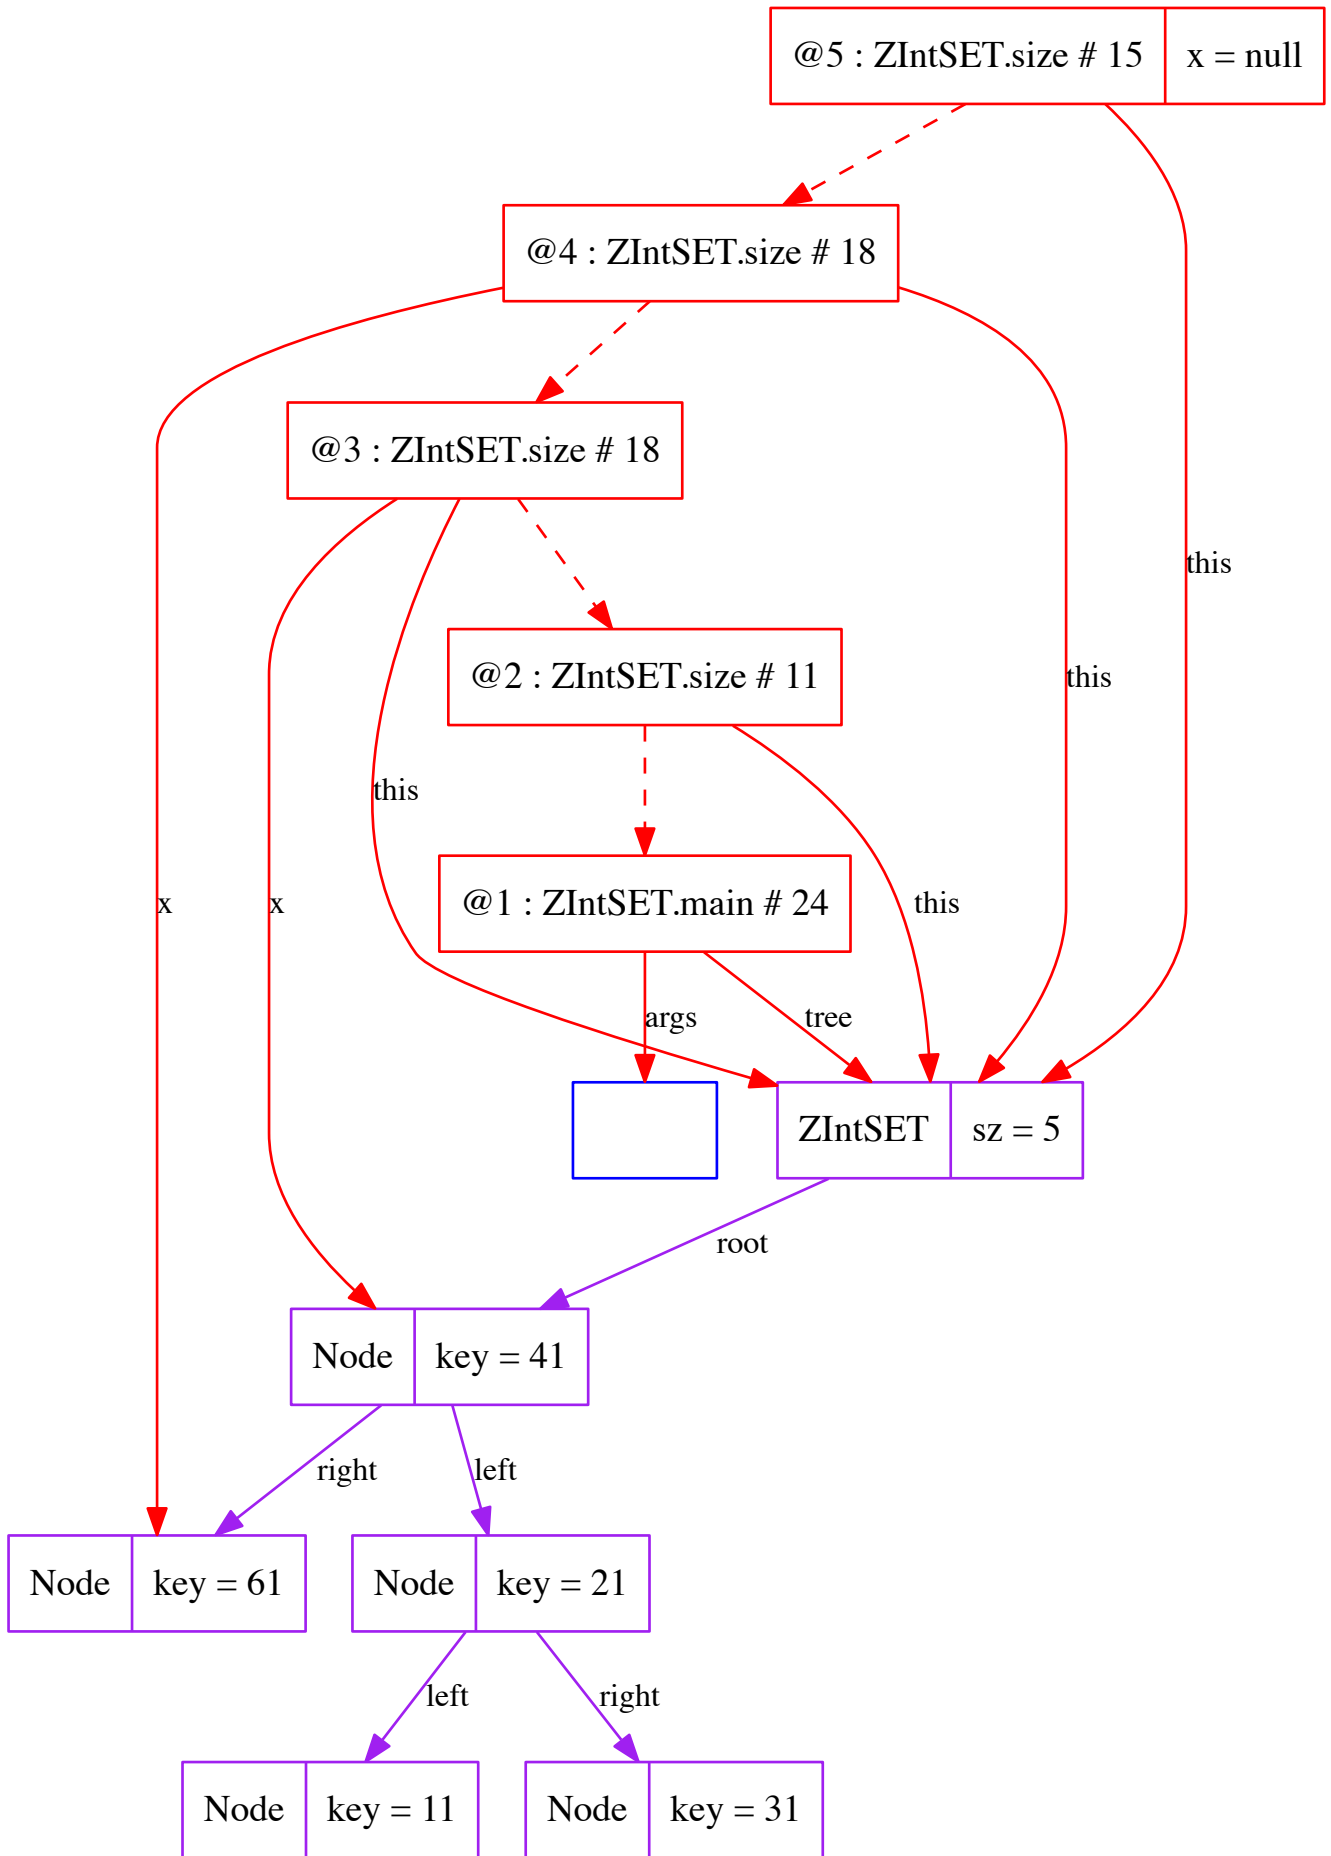 @5 : ZIntSET.size # 15 x = null
@4 : ZIntSET.size # 18
@3 : ZIntSET.size # 18
this
@2 : ZIntSET.size # 11
this
this
x
x
@1 : ZIntSET.main # 24
this
args
tree
ZIntSET sz = 5
root
Node key = 41
right
left
Node key = 61
Node key = 21
left
right
Node key = 11
Node key = 31